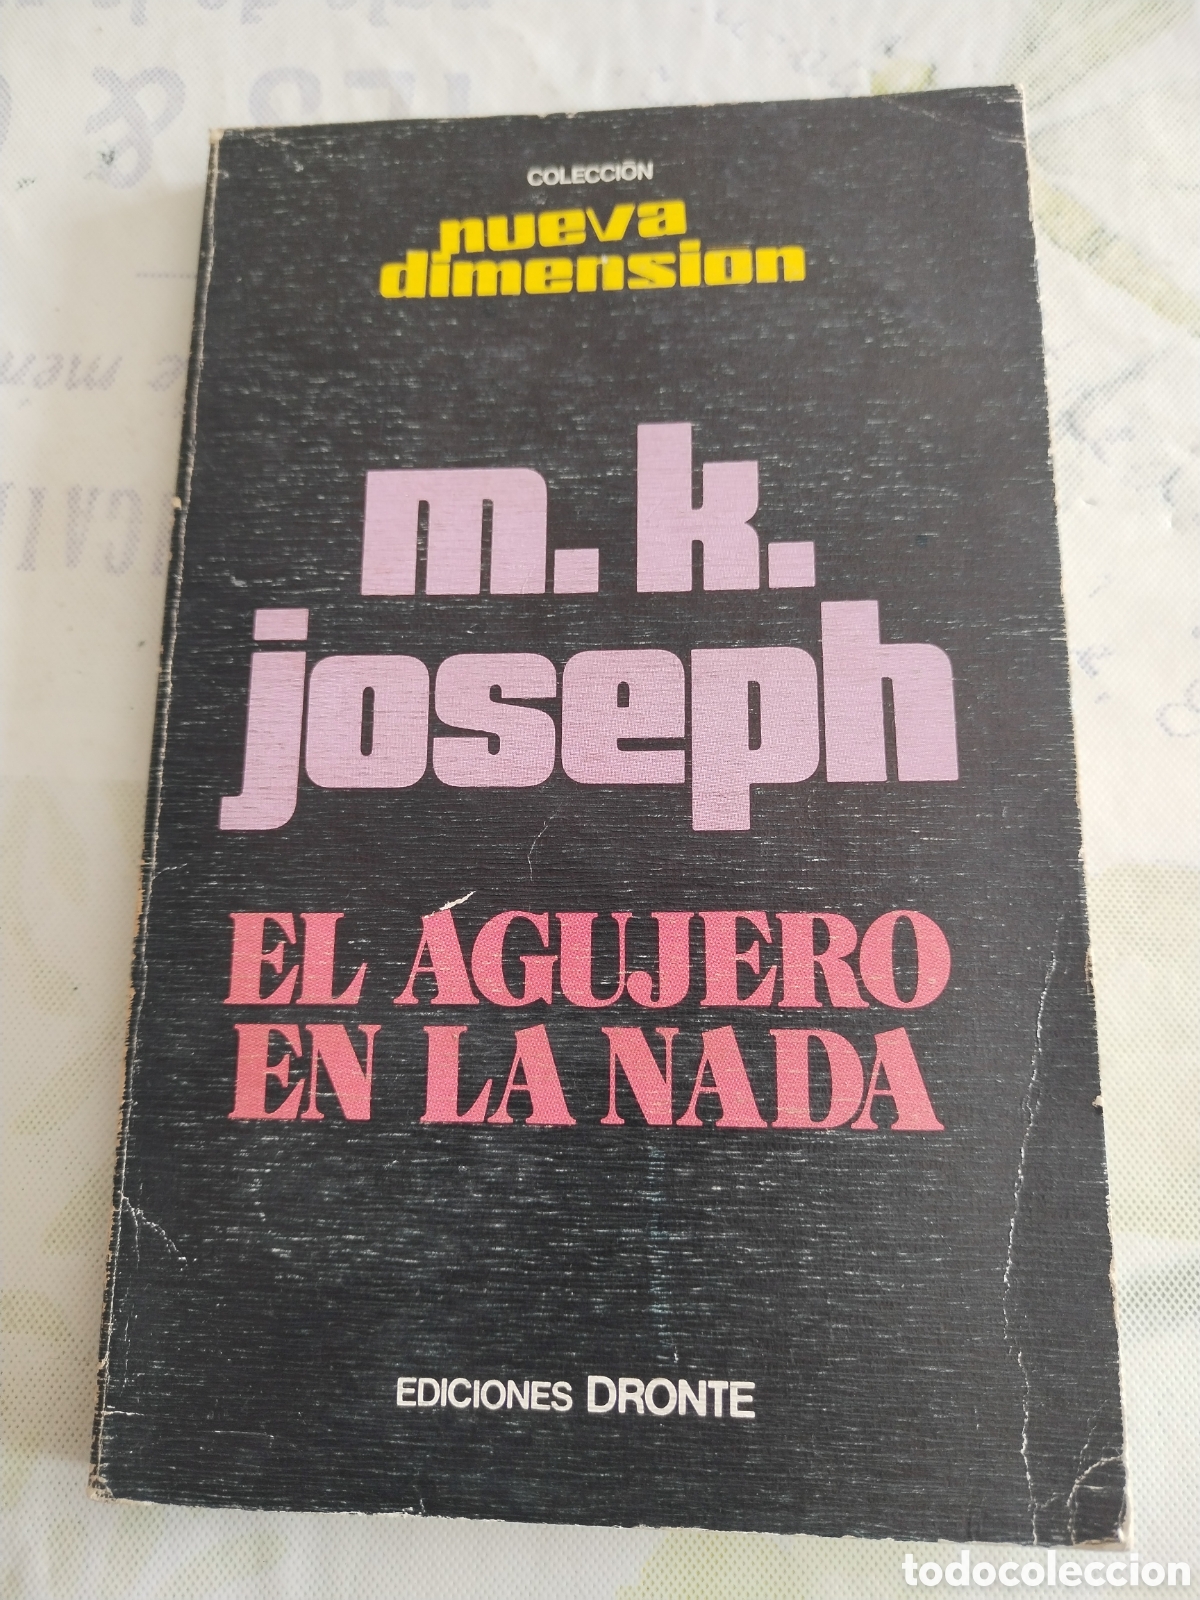 COLECCIÓN
nueva
dimension
m.k.
joseph
EL AGUJERO
EN LA NADA
EDICIONES DRONTE
todocoleccion